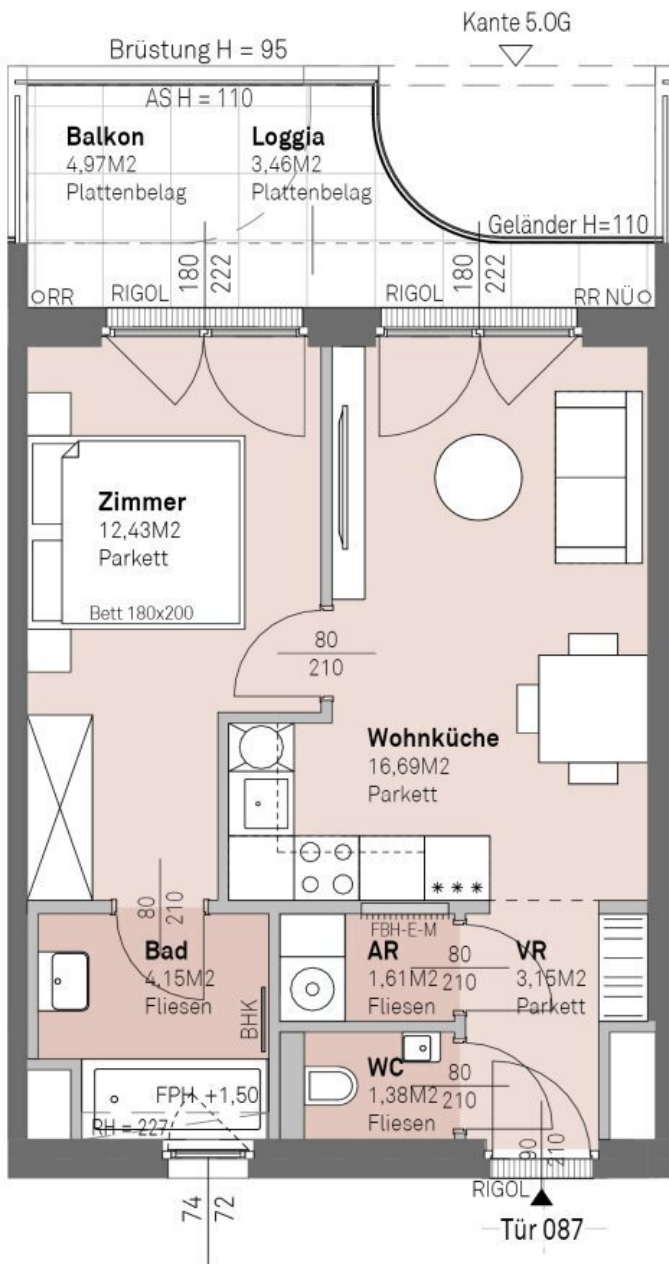 Kante 5.OG
Brüstung H = 95
AS H = 110
Balkon
4,97M2
Plattenbelag
Loggia
3,46M2
Plattenbelag
Geländer H=110
180
222
180
222
RR
RIGOL
RIGOL
RR NÜ
Zimmer
12,43M2
Parkett
Bett 180x200
80
210
Wohnküche
16,69M2
Parkett
***
80
210
Bad
4,15M2
Fliesen
BHK
FBH-E-M
AR
1,61M2
Fliesen
80
210
VR
3,15M2
Parkett
WC
1,38M2
Fliesen
80
210
FPH +1,50
RH = 227
90
210
74
72
RIGOL
Tür 087